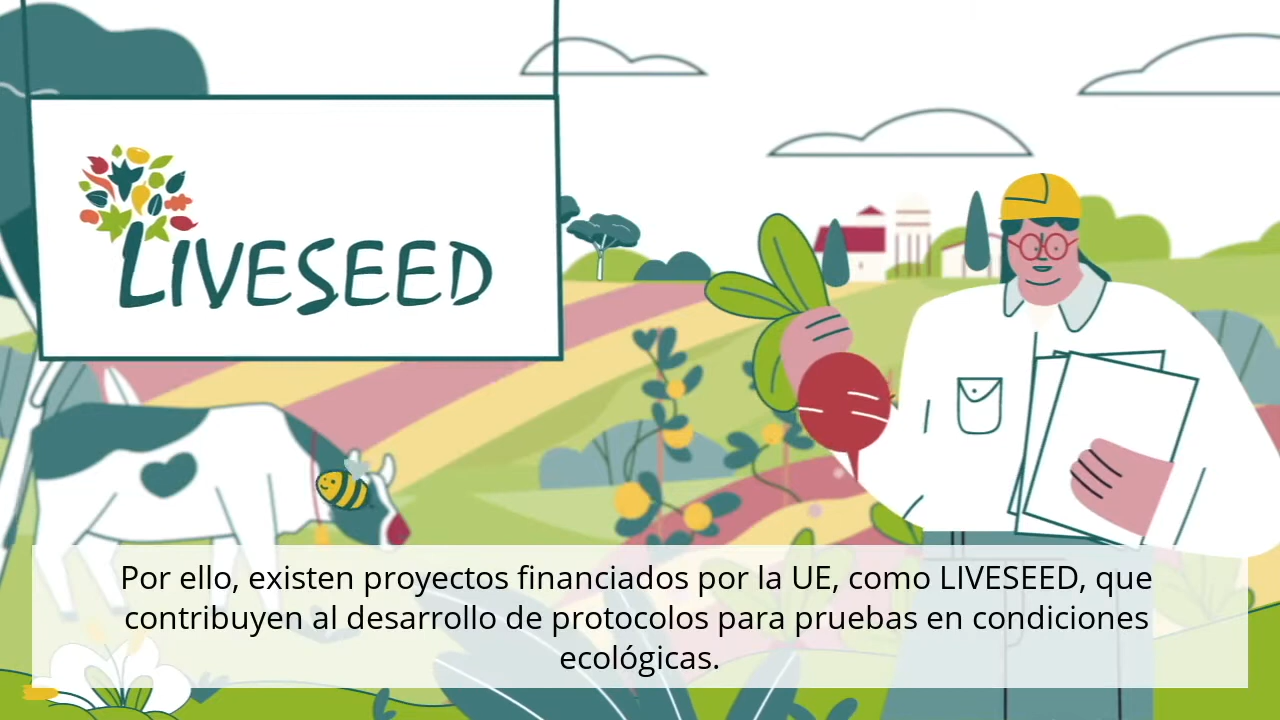 LIVESEED
Por ello, existen proyectos financiados por la UE, como LIVESEED, que
contribuyen al desarrollo de protocolos para pruebas en condiciones
ecológicas.